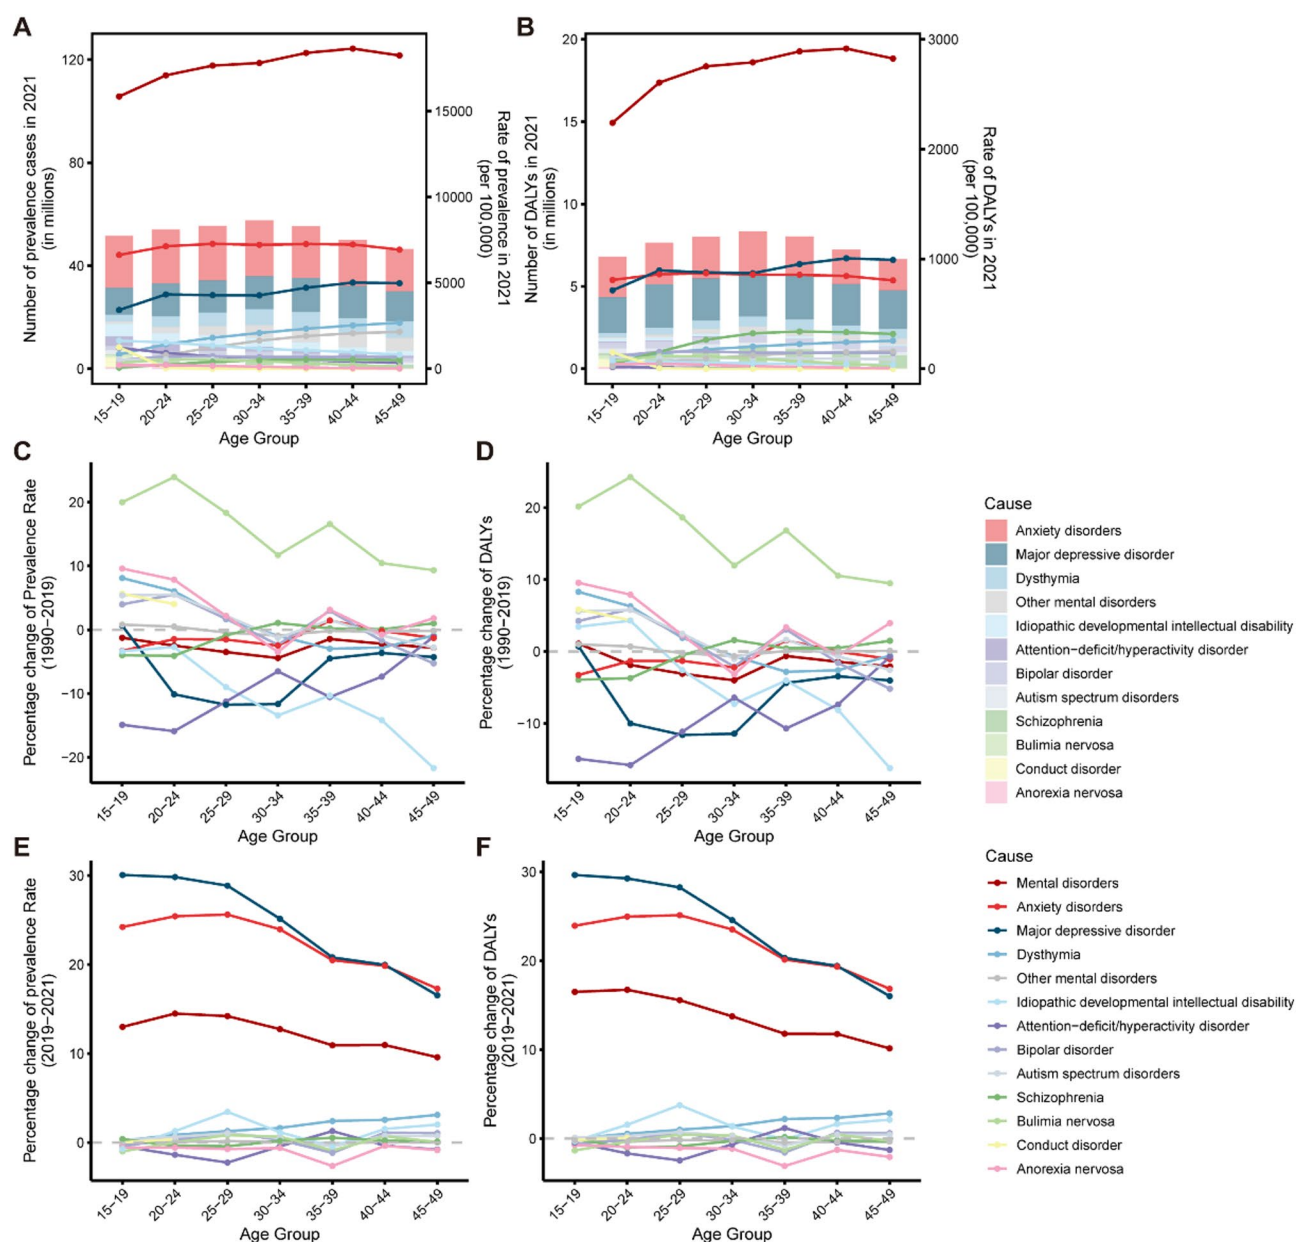 A
Number of prevalence cases in 2021
(in millions)
120
80
40
0
15000
10000
5000
0
Rate of prevalence in 2021
(per 100,000)
15−19
20−24
25−29
30−34
35−39
40−44
45−49
Age Group
B
Number of DALYs in 2021
(in millions)
20
15
10
5
0
3000
2000
1000
0
Rate of DALYs in 2021
(per 100,000)
15−19
20−24
25−29
30−34
35−39
40−44
45−49
Age Group
C
Percentage change of Prevalence Rate
(1990−2019)
20
10
0
−10
−20
15−19
20−24
25−29
30−34
35−39
40−44
45−49
Age Group
D
Percentage change of DALYs
(1990−2019)
20
10
0
−10
15−19
20−24
25−29
30−34
35−39
40−44
45−49
Age Group
Cause
Anxiety disorders
Major depressive disorder
Dysthymia
Other mental disorders
Idiopathic developmental intellectual disability
Attention−deficit/hyperactivity disorder
Bipolar disorder
Autism spectrum disorders
Schizophrenia
Bulimia nervosa
Conduct disorder
Anorexia nervosa
E
Percentage change of prevalence Rate
(2019−2021)
30
20
10
0
15−19
20−24
25−29
30−34
35−39
40−44
45−49
Age Group
F
Percentage change of DALYs
(2019−2021)
30
20
10
0
15−19
20−24
25−29
30−34
35−39
40−44
45−49
Age Group
Cause
Mental disorders
Anxiety disorders
Major depressive disorder
Dysthymia
Other mental disorders
Idiopathic developmental intellectual disability
Attention−deficit/hyperactivity disorder
Bipolar disorder
Autism spectrum disorders
Schizophrenia
Bulimia nervosa
Conduct disorder
Anorexia nervosa